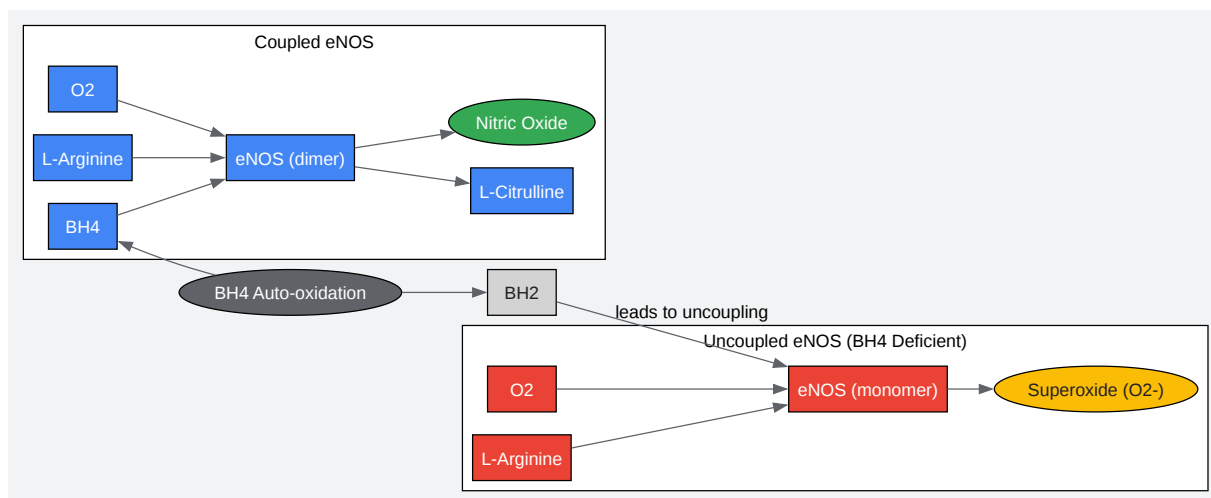 Coupled eNOS
O2
L-Arginine
BH4
eNOS (dimer)
Nitric Oxide
L-Citrulline
BH4 Auto-oxidation
BH2
leads to uncoupling
Uncoupled eNOS (BH4 Deficient)
O2
L-Arginine
eNOS (monomer)
Superoxide (O2-)